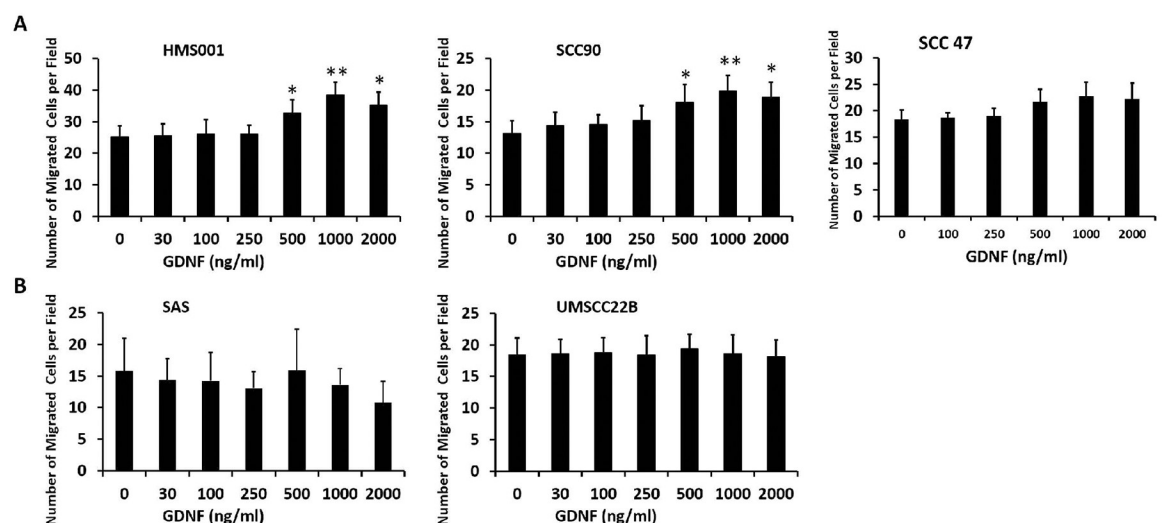 A
HMS001
Number of Migrated Cells per Field
50
40
30
20
10
0
* ** *
0 30 100 250 500 1000 2000
GDNF (ng/ml)
SCC90
Number of Migrated Cells per Field
25
20
15
10
5
0
* ** *
0 30 100 250 500 1000 2000
GDNF (ng/ml)
SCC 47
Number of Migrated Cells per Field
30
25
20
15
10
5
0
0 100 250 500 1000 2000
GDNF (ng/ml)
B
SAS
Number of Migrated Cells per Field
25
20
15
10
5
0
0 30 100 250 500 1000 2000
GDNF (ng/ml)
UMSCC22B
Number of Migrated Cells per Field
25
20
15
10
5
0
0 30 100 250 500 1000 2000
GDNF (ng/ml)